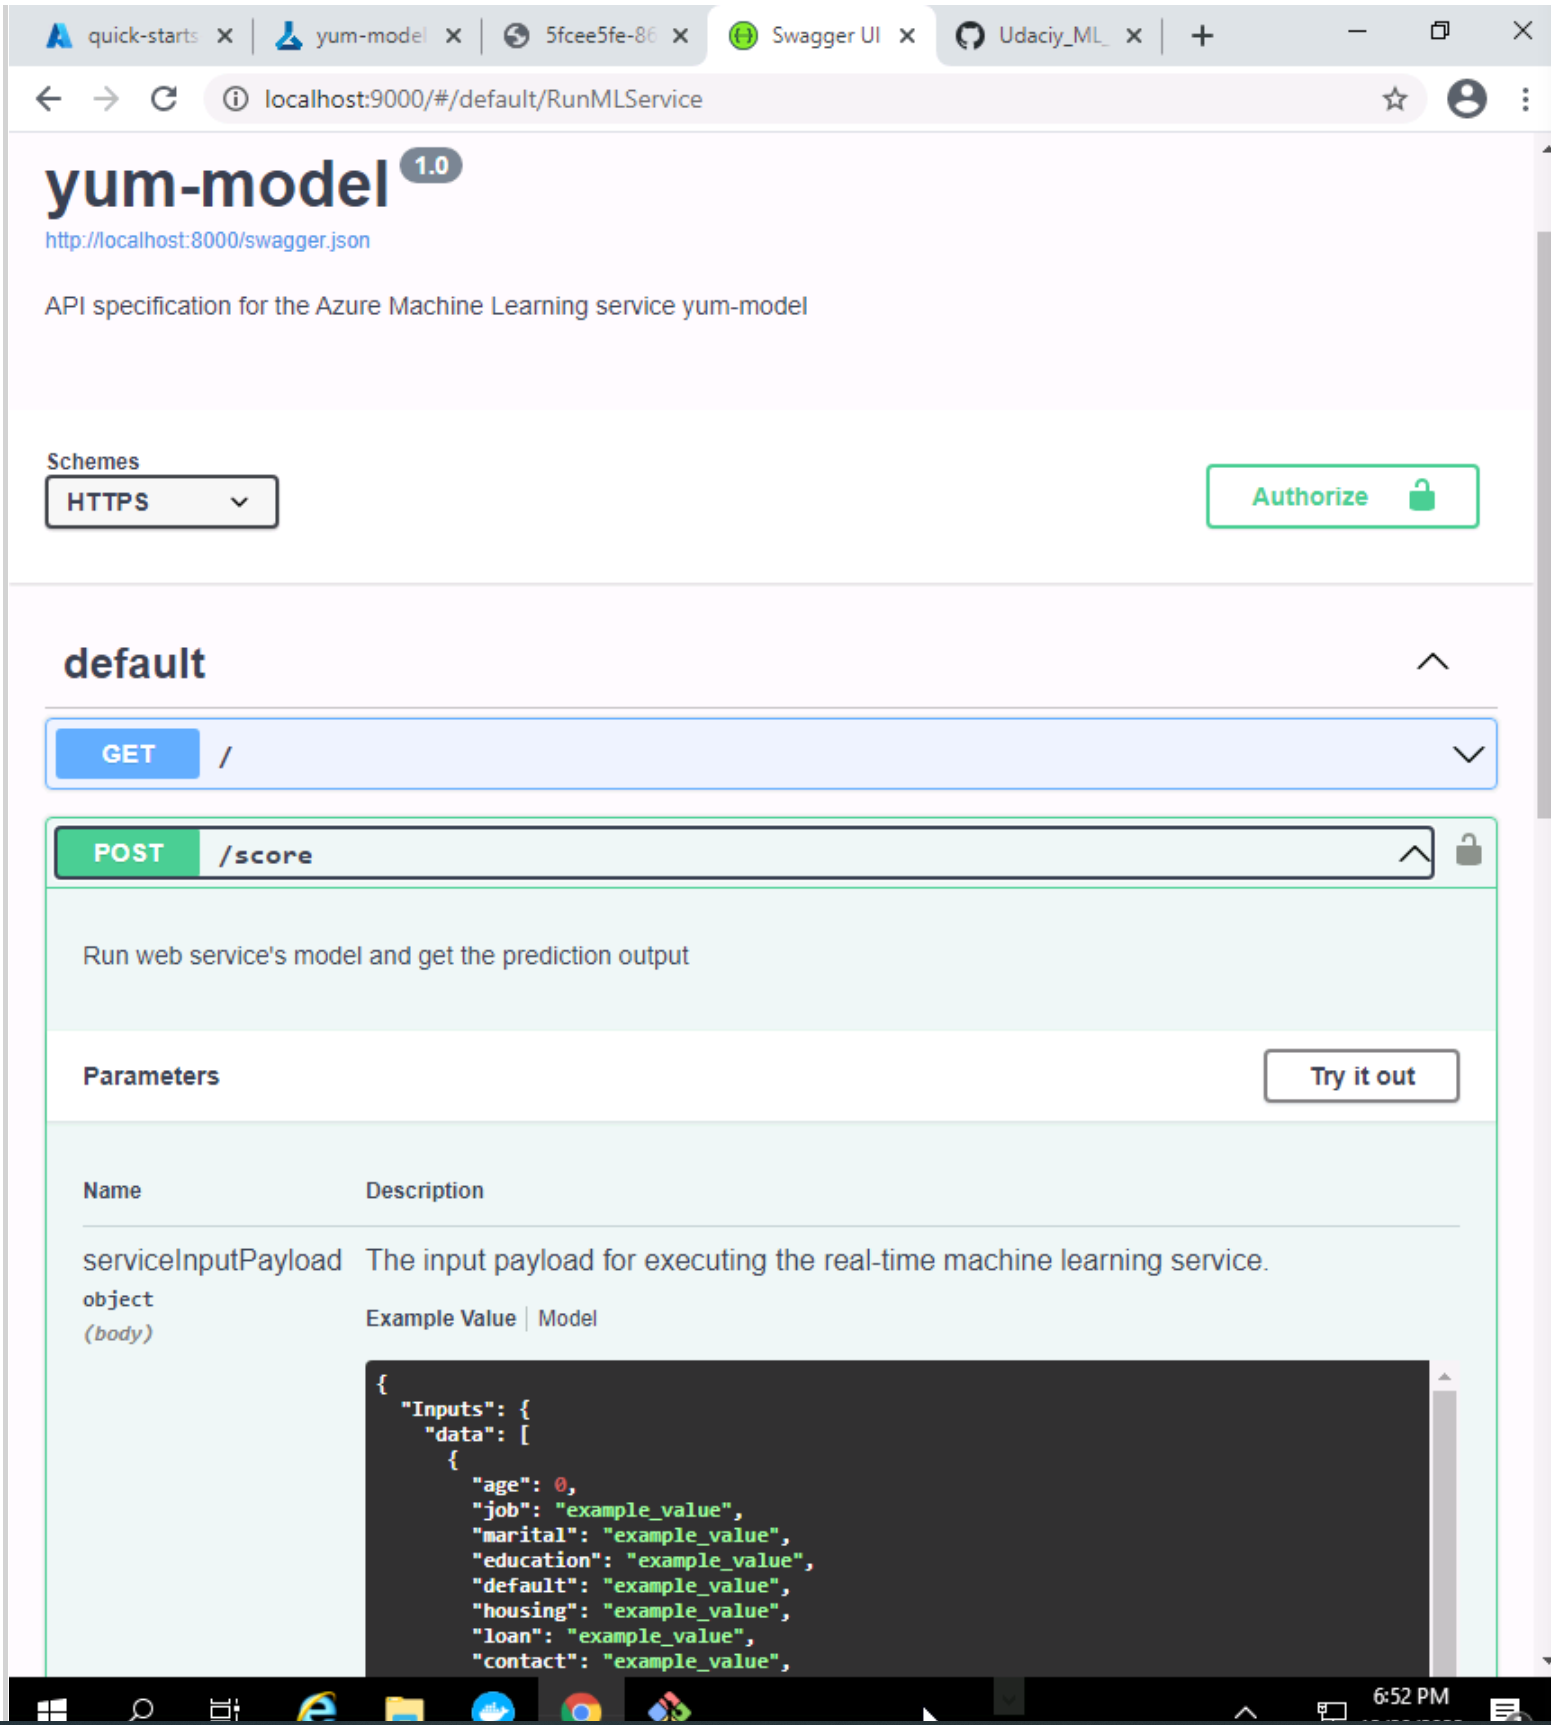 quick-starts
yum-model
5fcee5fe-86
Swagger UI
Udaciy_ML_
localhost:9000/#/default/RunMLService
yum-model 1.0
http://localhost:8000/swagger.json
API specification for the Azure Machine Learning service yum-model
Schemes
HTTPS
Authorize
default
GET /
POST /score
Run web service's model and get the prediction output
Parameters
Try it out
Name Description
serviceInputPayload The input payload for executing the real-time machine learning service.
object
(body)
Example Value | Model
{
"Inputs": {
"data": [
{
"age": 0,
"job": "example_value",
"marital": "example_value",
"education": "example_value",
"default": "example_value",
"housing": "example_value",
"loan": "example_value",
"contact": "example_value",
6:52 PM